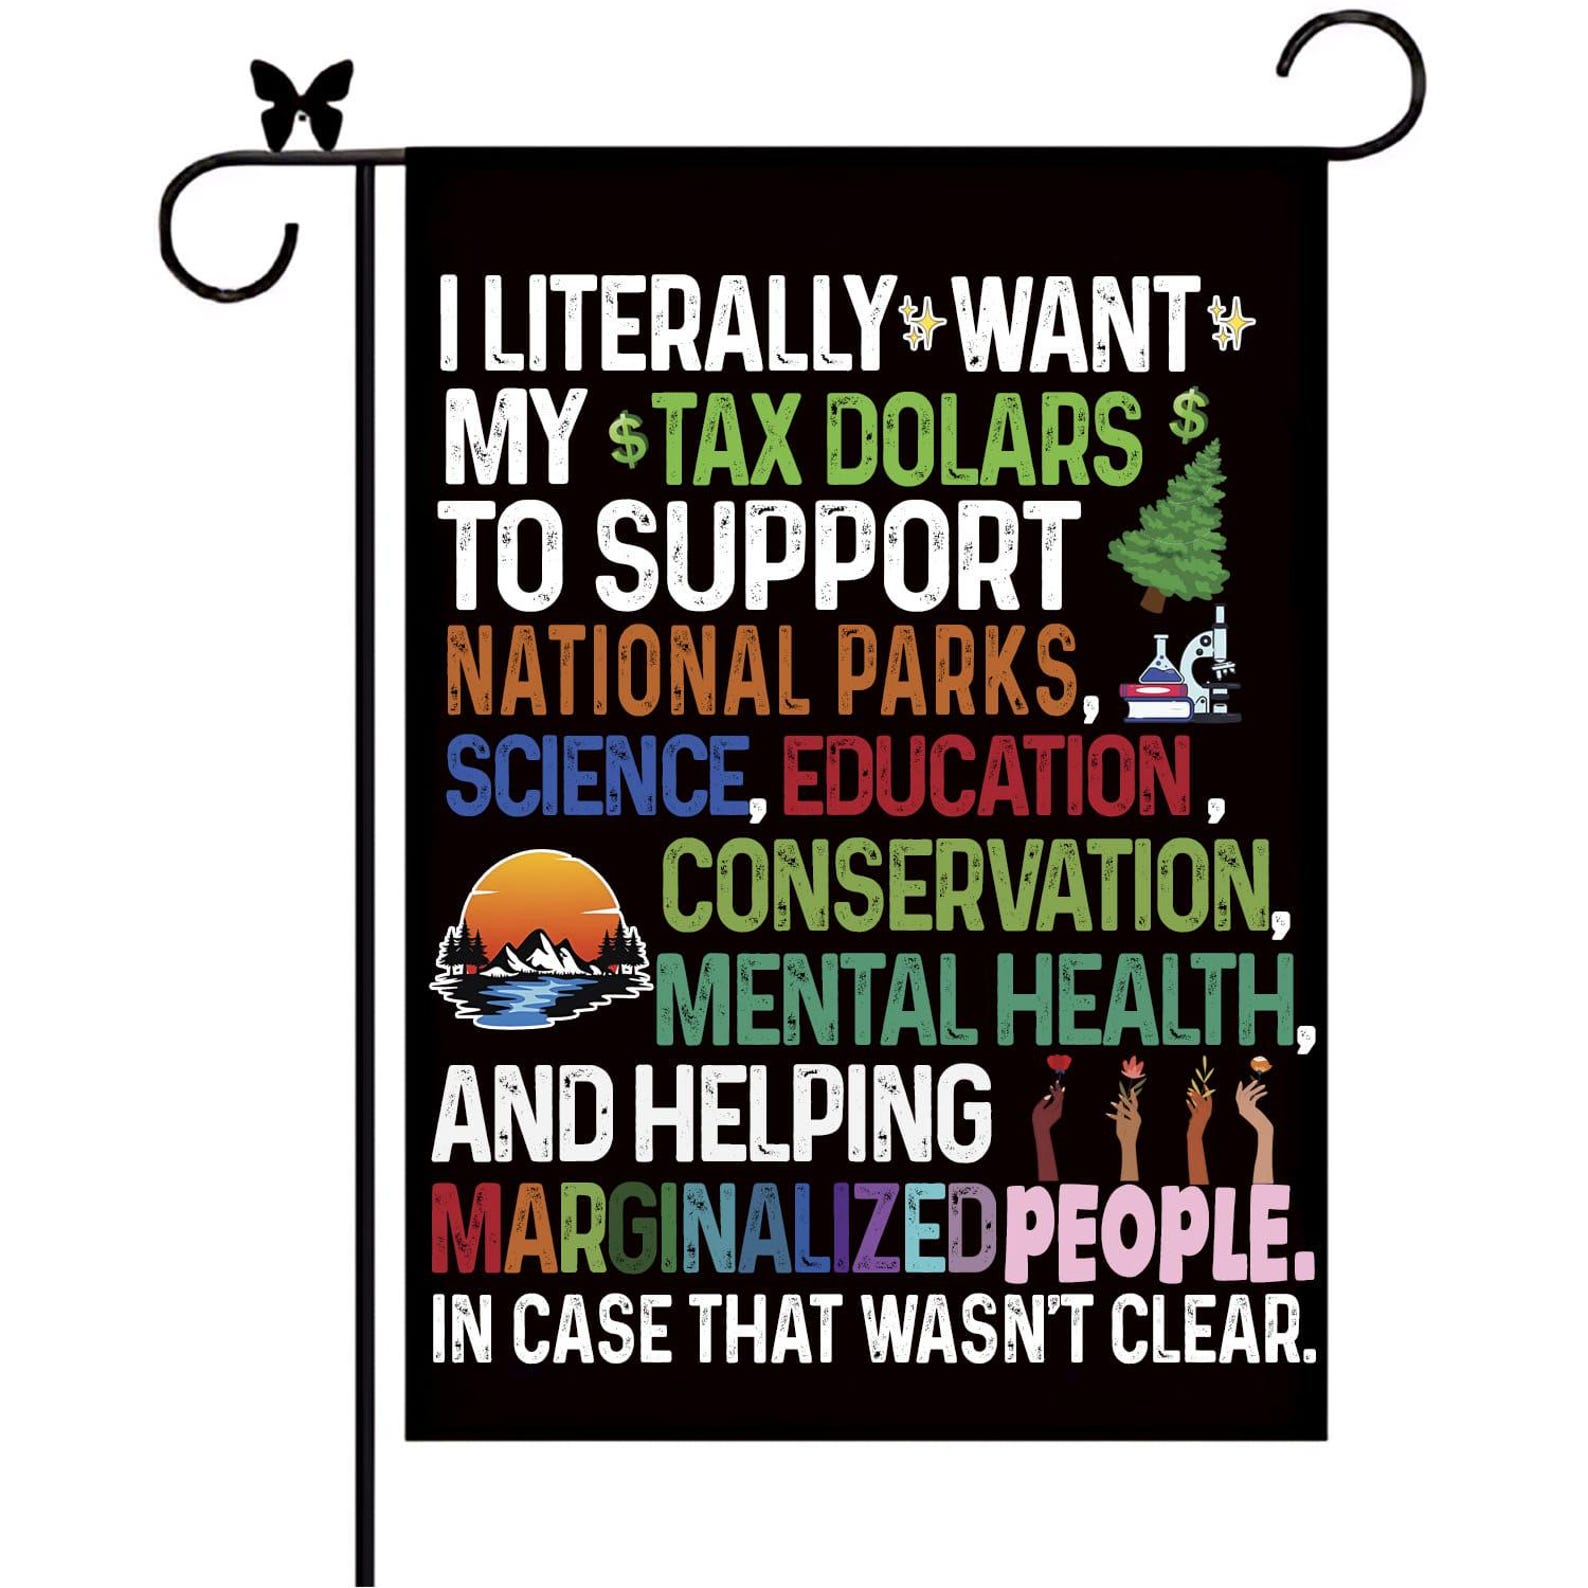 I LITERALLY WANT
MY $TAX DOLARS $
TO SUPPORT
NATIONAL PARKS,
SCIENCE, EDUCATION,
CONSERVATION,
MENTAL HEALTH,
AND HELPING
MARGINALIZED PEOPLE.
IN CASE THAT WASN'T CLEAR.